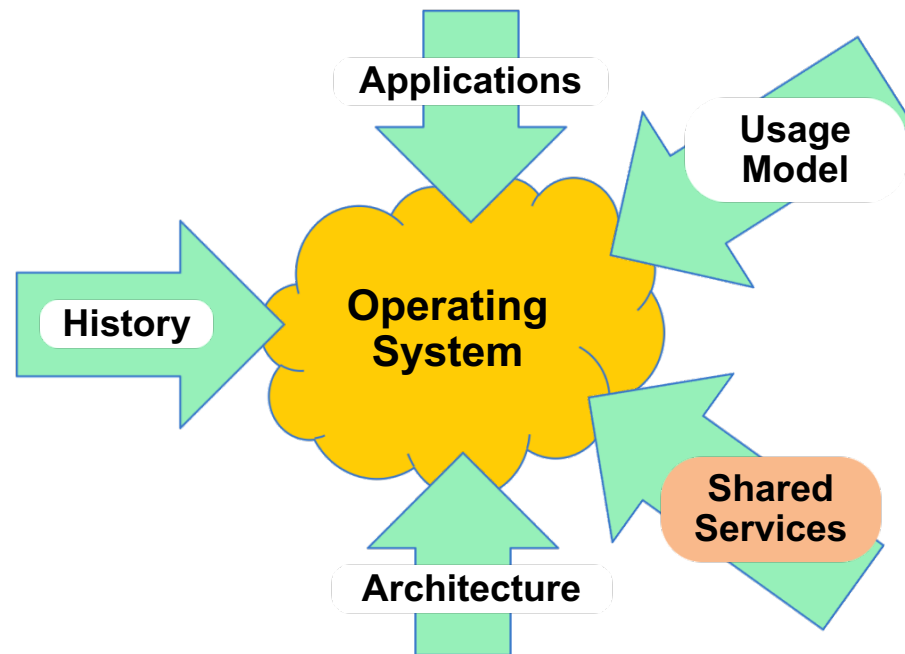 Applications
Usage
Model
History
Operating
System
Shared
Services
Architecture